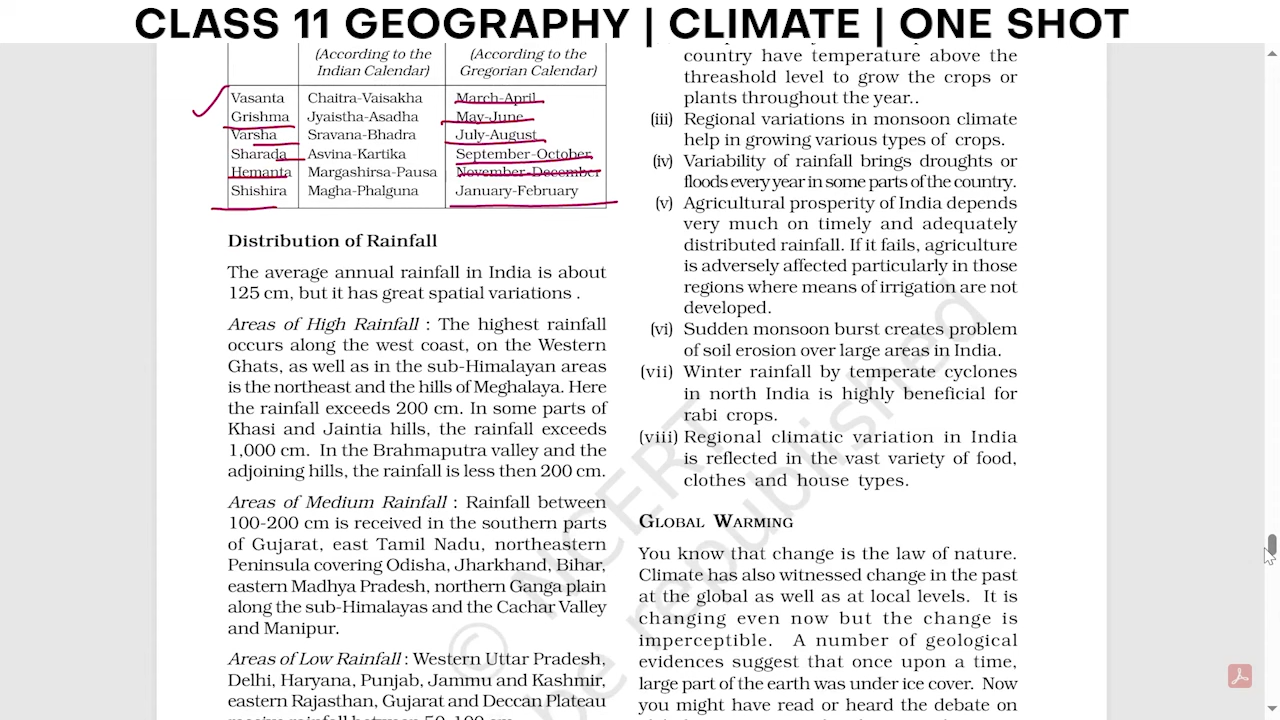 CLASS 11 GEOGRAPHY | CLIMATE | ONE SHOT
(According to the Indian Calendar)
(According to the Gregorian Calendar)
Vasanta Chaitra-Vaisakha March-April
Grishma Jyaistha-Asadha May-June
Varsha Sravana-Bhadra July-August
Sharada Asvina-Kartika September-October
Hemanta Margashirsa-Pausa November-December
Shishira Magha-Phalguna January-February
Distribution of Rainfall
The average annual rainfall in India is about
125 cm, but it has great spatial variations .
Areas of High Rainfall : The highest rainfall
occurs along the west coast, on the Western
Ghats, as well as in the sub-Himalayan areas
is the northeast and the hills of Meghalaya. Here
the rainfall exceeds 200 cm. In some parts of
Khasi and Jaintia hills, the rainfall exceeds
1,000 cm. In the Brahmaputra valley and the
adjoining hills, the rainfall is less then 200 cm.
Areas of Medium Rainfall : Rainfall between
100-200 cm is received in the southern parts
of Gujarat, east Tamil Nadu, northeastern
Peninsula covering Odisha, Jharkhand, Bihar,
eastern Madhya Pradesh, northern Ganga plain
along the sub-Himalayas and the Cachar Valley
and Manipur.
Areas of Low Rainfall : Western Uttar Pradesh,
Delhi, Haryana, Punjab, Jammu and Kashmir,
eastern Rajasthan, Gujarat and Deccan Plateau
country have temperature above the
threashold level to grow the crops or
plants throughout the year..
(iii) Regional variations in monsoon climate
help in growing various types of crops.
(iv) Variability of rainfall brings droughts or
floods every year in some parts of the country.
(v) Agricultural prosperity of India depends
very much on timely and adequately
distributed rainfall. If it fails, agriculture
is adversely affected particularly in those
regions where means of irrigation are not
developed.
(vi) Sudden monsoon burst creates problem
of soil erosion over large areas in India.
(vii) Winter rainfall by temperate cyclones
in north India is highly beneficial for
rabi crops.
(viii) Regional climatic variation in India
is reflected in the vast variety of food,
clothes and house types.
GLOBAL WARMING
You know that change is the law of nature.
Climate has also witnessed change in the past
at the global as well as at local levels. It is
changing even now but the change is
imperceptible. A number of geological
evidences suggest that once upon a time,
large part of the earth was under ice cover. Now
you might have read or heard the debate on
© NCERT
be republished